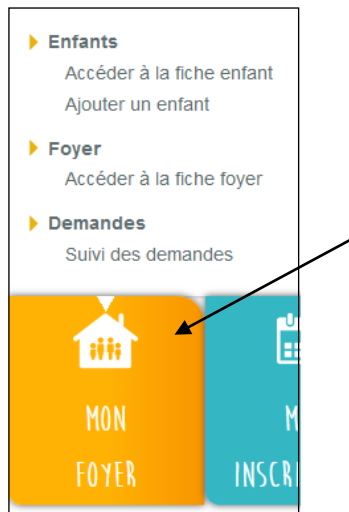 Enfants
Accéder à la fiche enfant
Ajouter un enfant
Foyer
Accéder à la fiche foyer
Demandes
Suivi des demandes
MON
FOYER
M
INSCRI